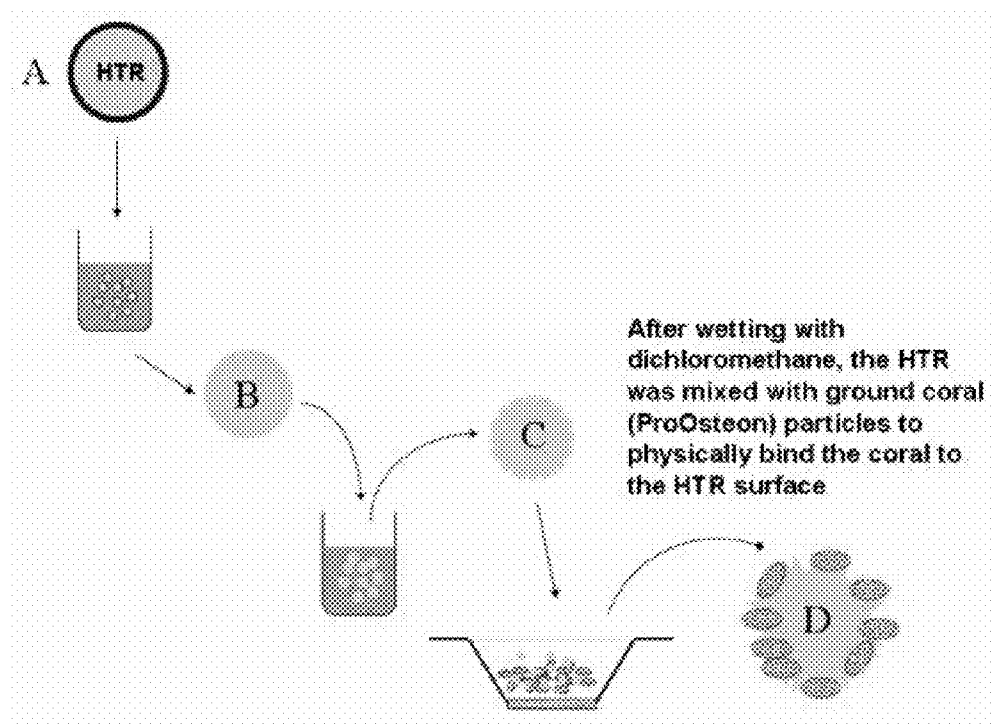 A
HTR
B
C
After wetting with
dichloromethane, the HTR
was mixed with ground coral
(ProOsteon) particles to
physically bind the coral to
the HTR surface
D